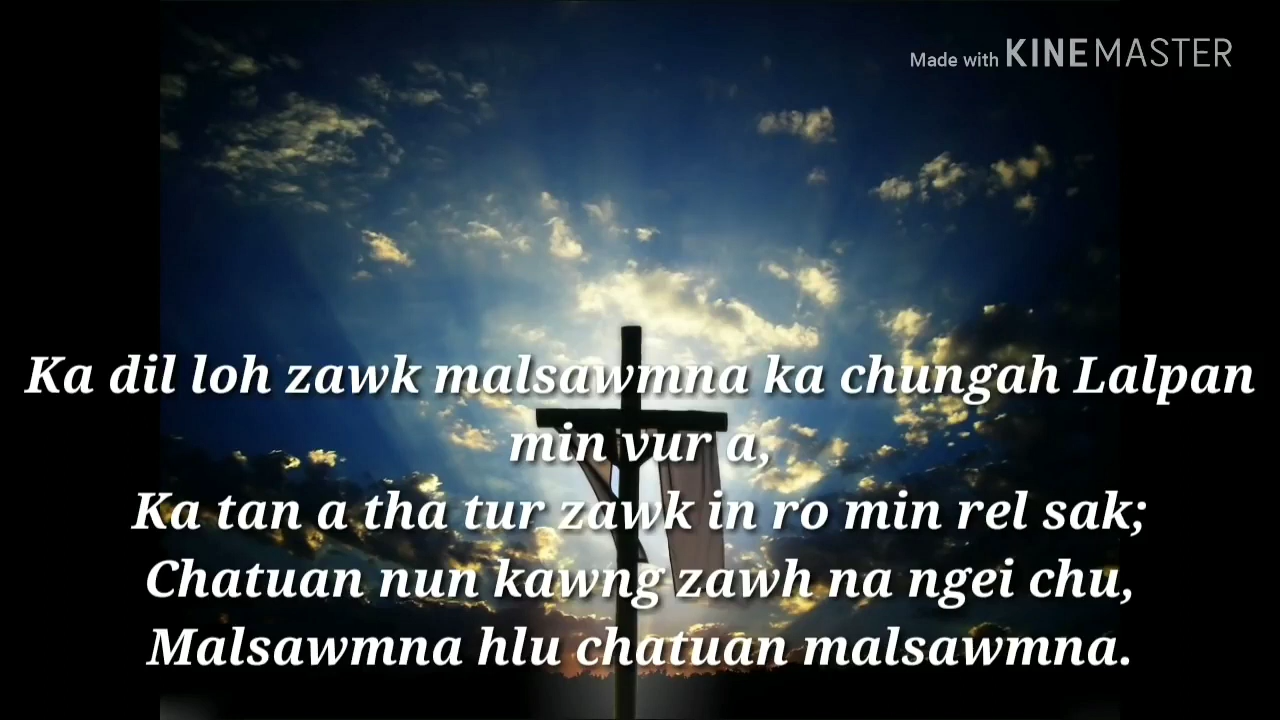 Made with KINEMASTER
Ka dil loh zawk malsawmna ka chungah Lalpan
min vur a,
Ka tan a tha tur zawk in ro min rel sak;
Chatuan nun kawng zawh na ngei chu,
Malsawmna hlu chatuan malsawmna.